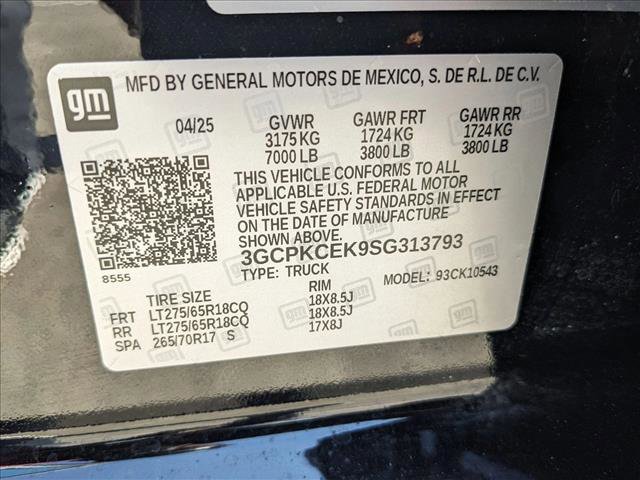 gm
MFD BY GENERAL MOTORS DE MEXICO, S. DE R.L. DE C.V.
04/25 GVWR GAWR FRT GAWR RR
3175 KG 1724 KG 1724 KG
7000 LB 3800 LB 3800 LB
THIS VEHICLE CONFORMS TO ALL
APPLICABLE U.S. FEDERAL MOTOR
VEHICLE SAFETY STANDARDS IN EFFECT
ON THE DATE OF MANUFACTURE
SHOWN ABOVE.
3GCPKCEK9SG313793
8555
TYPE: TRUCK MODEL: 93CK10543
TIRE SIZE RIM
FRT LT275/65R18CQ 18X8.5J
RR LT275/65R18CQ 18X8.5J
SPA 265/70R17 S 17X8J